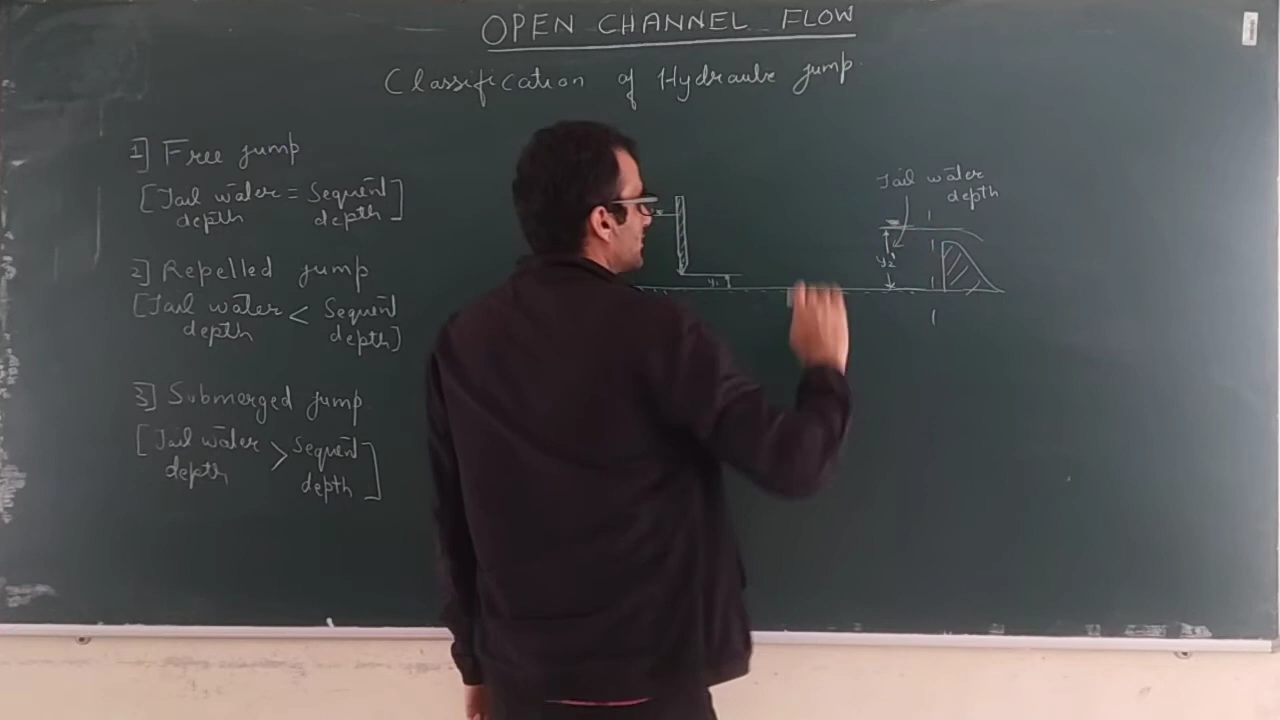 OPEN CHANNEL FLOW
Classification of Hydraulic jump
1] Free jump
[Tail water = Sequent]
depth depth
2] Repelled jump
[Tail water < Sequent
depth depth]
3] Submerged jump
[Tail water > Sequent
depth depth]
Tail water
depth
y2
y1